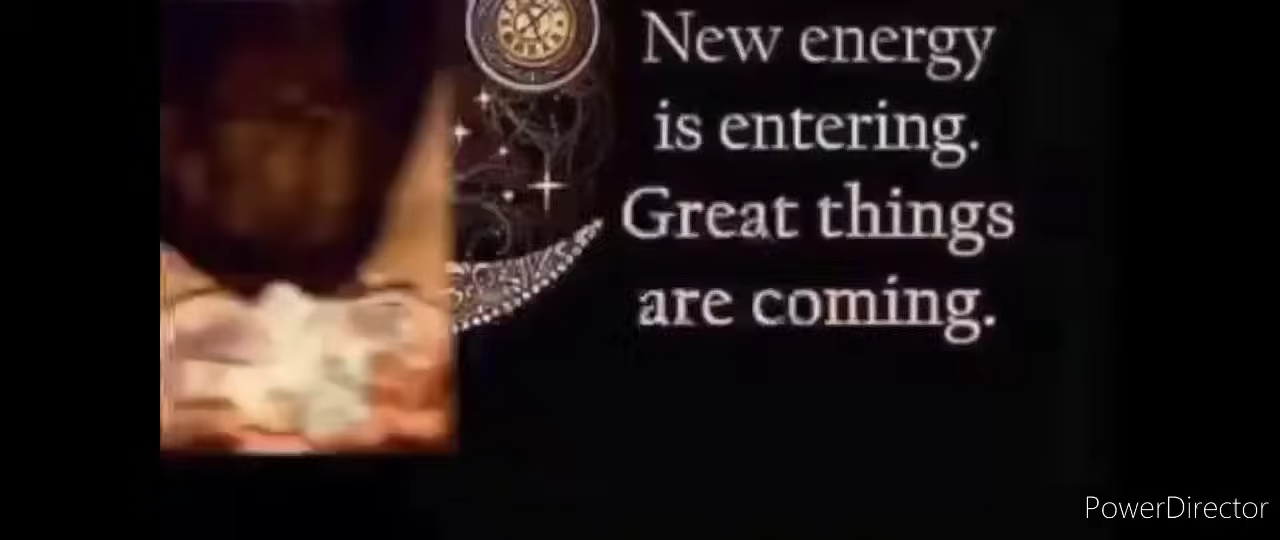 New energy
is entering.
Great things
are coming.
PowerDirector